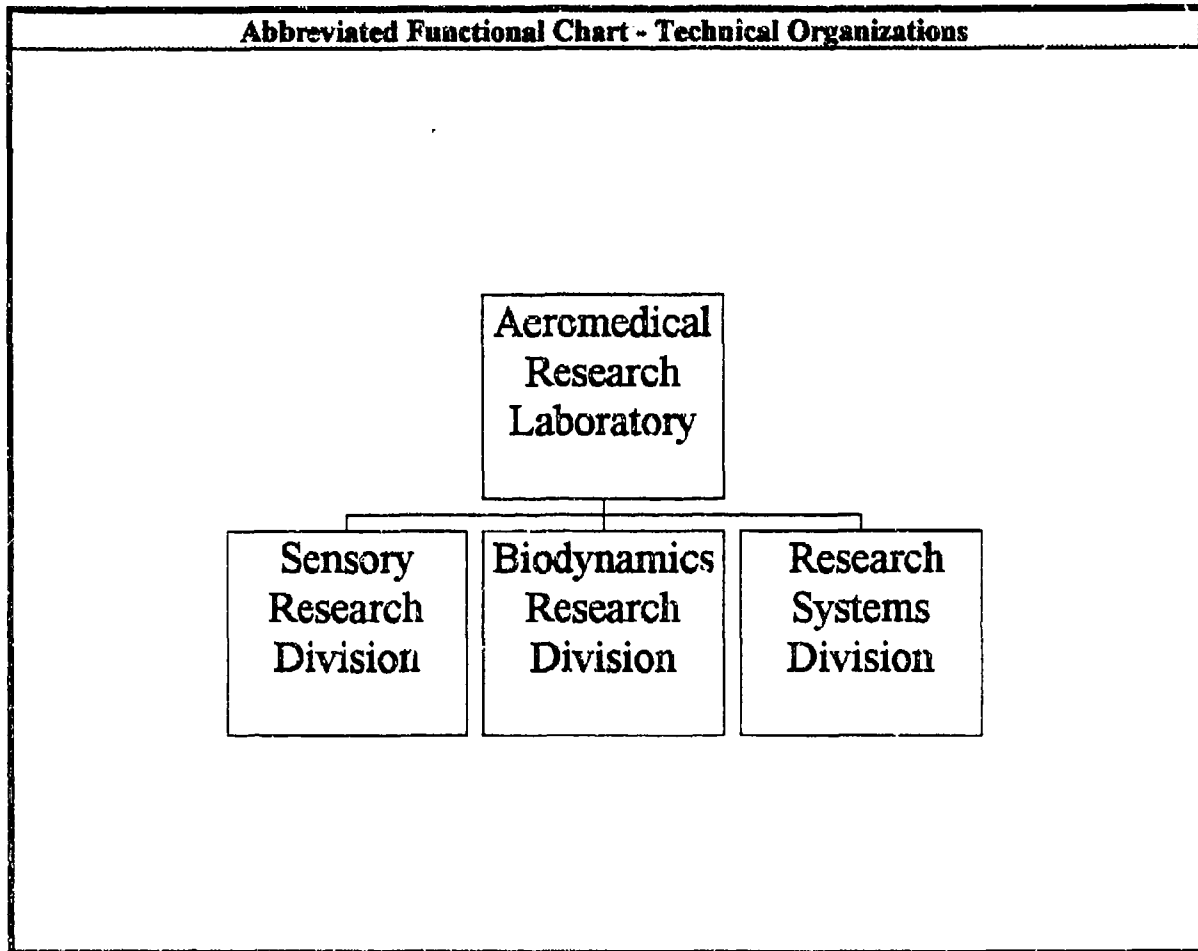 Abbreviated Functional Chart - Technical Organizations
Aeromedical
Research
Laboratory
Sensory
Research
Division
Biodynamics
Research
Division
Research
Systems
Division